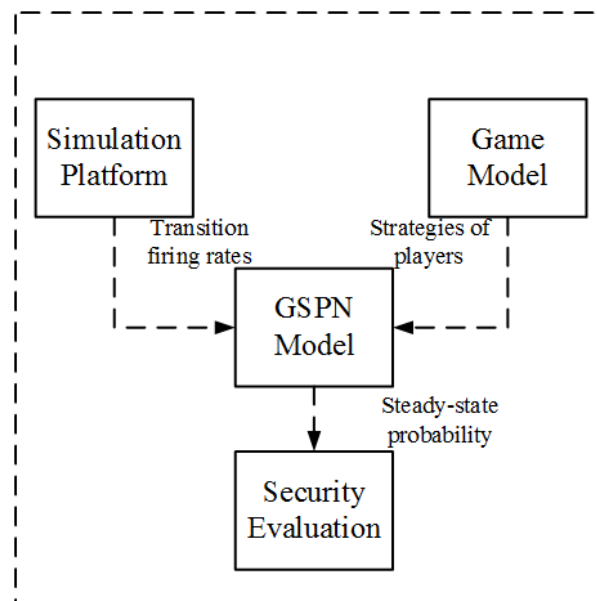 Simulation
Platform
Game
Model
Transition
firing rates
Strategies of
players
GSPN
Model
Steady-state
probability
Security
Evaluation